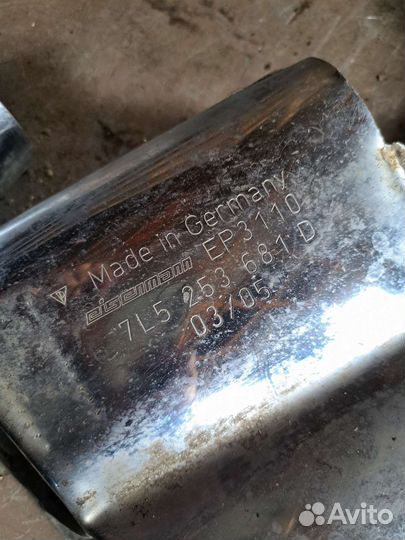 Made in Germany
eisenmann EP3110
7L5 253 681 D
03/05
Avito